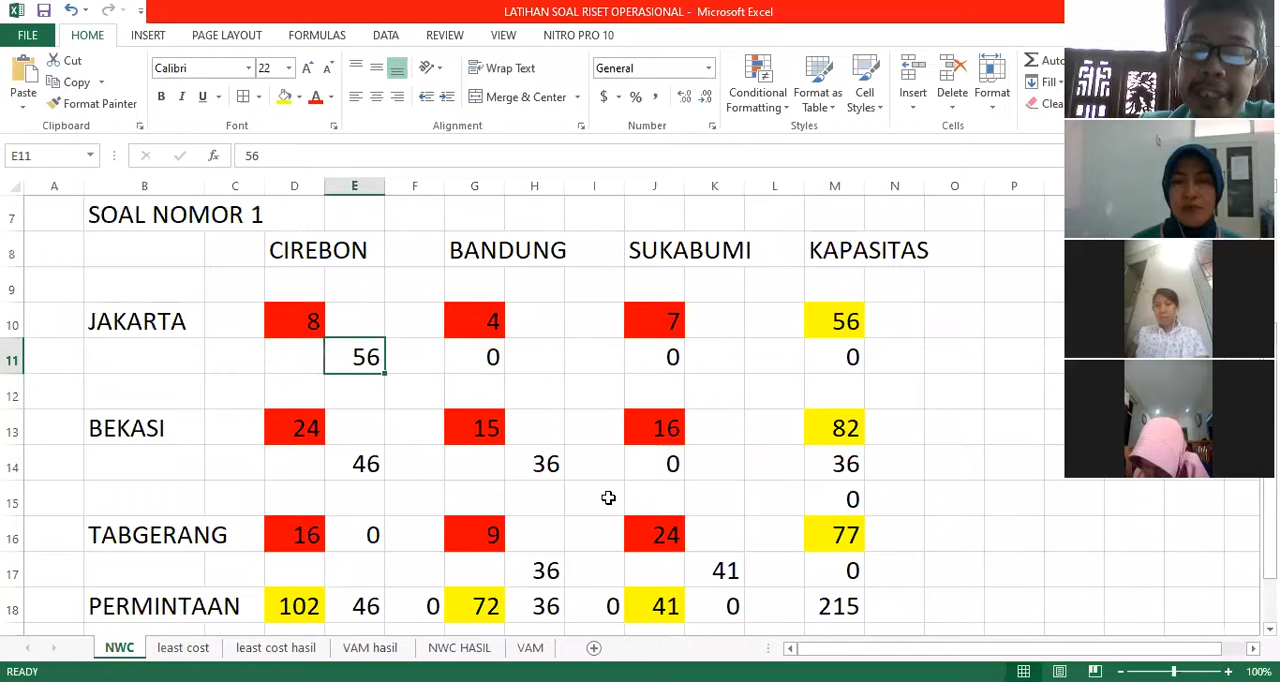 LATIHAN SOAL RISET OPERASIONAL - Microsoft Excel
FILE HOME INSERT PAGE LAYOUT FORMULAS DATA REVIEW VIEW NITRO PRO 10
Paste
Cut
Copy
Format Painter
Clipboard
Calibri 22
B I U
Font
Wrap Text
Merge & Center
Alignment
General
$ %
Number
Conditional Formatting
Format as Table
Cell Styles
Styles
Insert Delete Format
Cells
Auto
Fill
Clea
E11 fx 56
A B C D E F G H I J K L M N O P
7 SOAL NOMOR 1
8 CIREBON BANDUNG SUKABUMI KAPASITAS
9
10 JAKARTA 8 4 7 56
11 56 0 0 0
12
13 BEKASI 24 15 16 82
14 46 36 0 36
15 0
16 TABGERANG 16 0 9 24 77
17 36 41 0
18 PERMINTAAN 102 46 0 72 36 0 41 0 215
NWC least cost least cost hasil VAM hasil NWC HASIL VAM
READY 100%